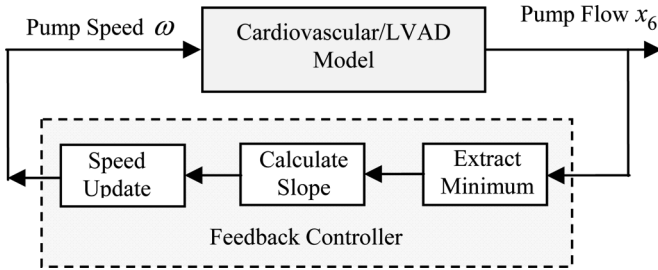 Pump Speed ω
Cardiovascular/LVAD
Model
Pump Flow x₆
Speed
Update
Calculate
Slope
Extract
Minimum
Feedback Controller